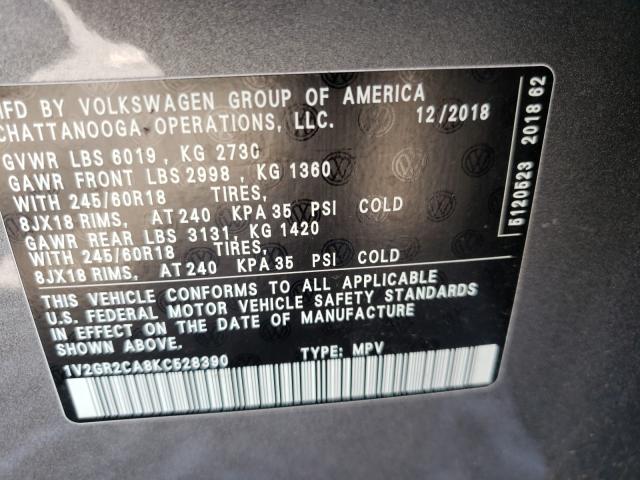 MFD BY VOLKSWAGEN GROUP OF AMERICA
CHATTANOOGA OPERATIONS, LLC. 12/2018
GVWR LBS 6019, KG 2730
GAWR FRONT LBS 2998, KG 1360
WITH 245/60R18 TIRES,
8JX18 RIMS, AT 240 KPA 35 PSI COLD
GAWR REAR LBS 3131, KG 1420
WITH 245/60R18 TIRES,
8JX18 RIMS, AT 240 KPA 35 PSI COLD
THIS VEHICLE CONFORMS TO ALL APPLICABLE
U.S. FEDERAL MOTOR VEHICLE SAFETY STANDARDS
IN EFFECT ON THE DATE OF MANUFACTURE
SHOWN ABOVE.
1V2GR2CA8KC528390 TYPE: MPV
5120523 2018 62